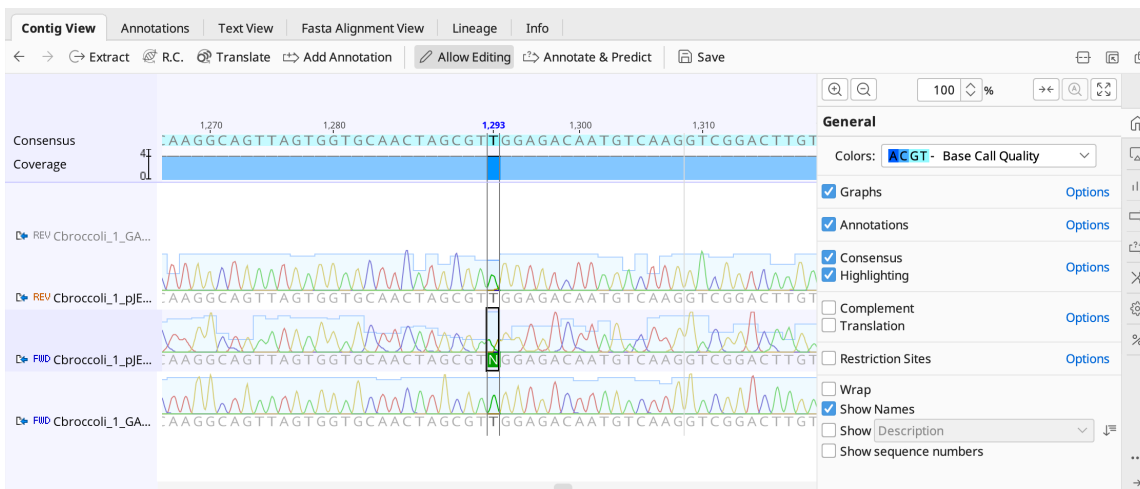 Contig View Annotations Text View Fasta Alignment View Lineage Info
Extract R.C. Translate Add Annotation Allow Editing Annotate & Predict Save
100 %
General
Colors: ACGT - Base Call Quality
Graphs Options
Annotations Options
Consensus
Highlighting
Options
Complement
Translation
Options
Restriction Sites Options
Wrap
Show Names
Show Description
Show sequence numbers
1,270 1,280 1,293 1,300 1,310
Consensus CAAGGCAGTTAGTGGTGCAACTAGCGTTGGAGACAATGTCAAGGTCGGACTTGT
Coverage 4 0
REV Cbroccoli_1_GA...
REV Cbroccoli_1_pJE... CAAGGCAGTTAGTGGTGCAACTAGCGTTGGAGACAATGTCAAGGTCGGACTTGT
FWD Cbroccoli_1_pJE... CAAGGCAGTTAGTGGTGCAACTAGCGTNGGAGACAATGTCAAGGTCGGACTTGT
FWD Cbroccoli_1_GA... CAAGGCAGTTAGTGGTGCAACTAGCGTTGGAGACAATGTCAAGGTCGGACTTGT